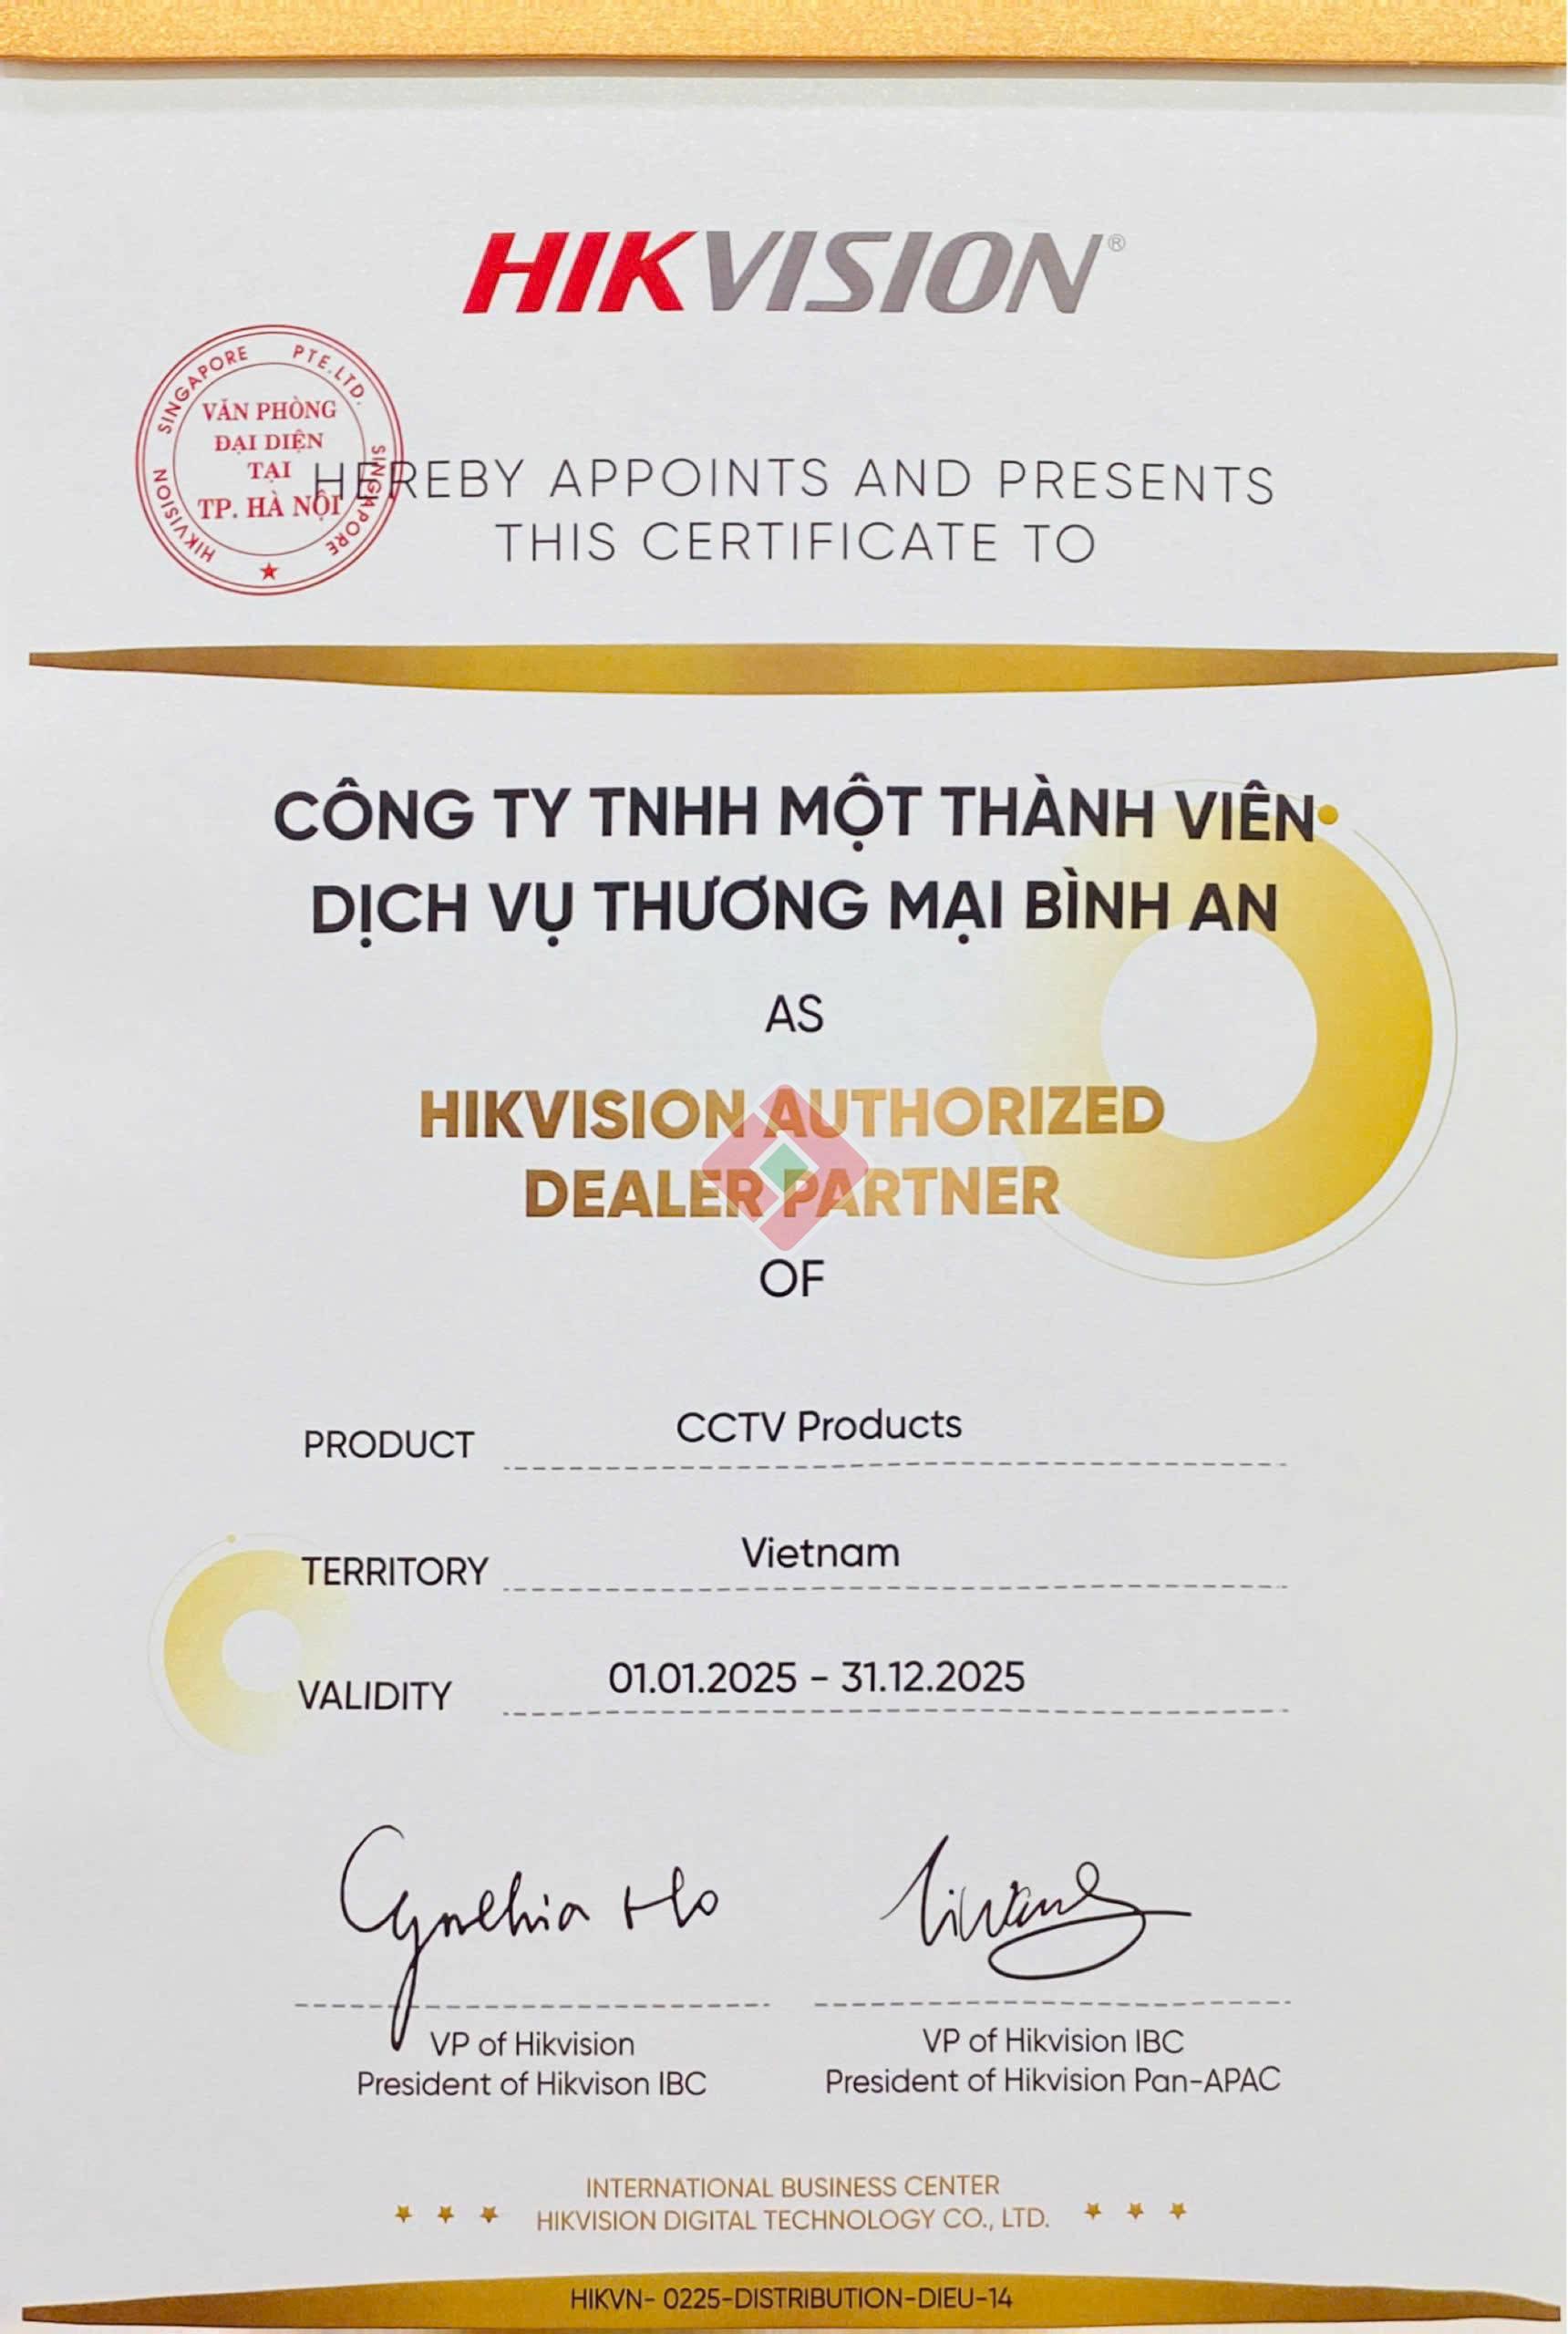 HIKVISION®
SINGAPORE PTE.LTD.
VĂN PHÒNG
ĐẠI DIỆN
TẠI
TP. HÀ NỘI
HIKVISION
SINGAPORE
HEREBY APPOINTS AND PRESENTS
THIS CERTIFICATE TO
CÔNG TY TNHH MỘT THÀNH VIÊN
DỊCH VỤ THƯƠNG MẠI BÌNH AN
AS
HIKVISION AUTHORIZED
DEALER PARTNER
OF
PRODUCT CCTV Products
TERRITORY Vietnam
VALIDITY 01.01.2025 - 31.12.2025
Cynthia Ho
VP of Hikvision
President of Hikvison IBC
VP of Hikvision IBC
President of Hikvision Pan-APAC
INTERNATIONAL BUSINESS CENTER
HIKVISION DIGITAL TECHNOLOGY CO., LTD.
HIKVN- 0225-DISTRIBUTION-DIEU-14